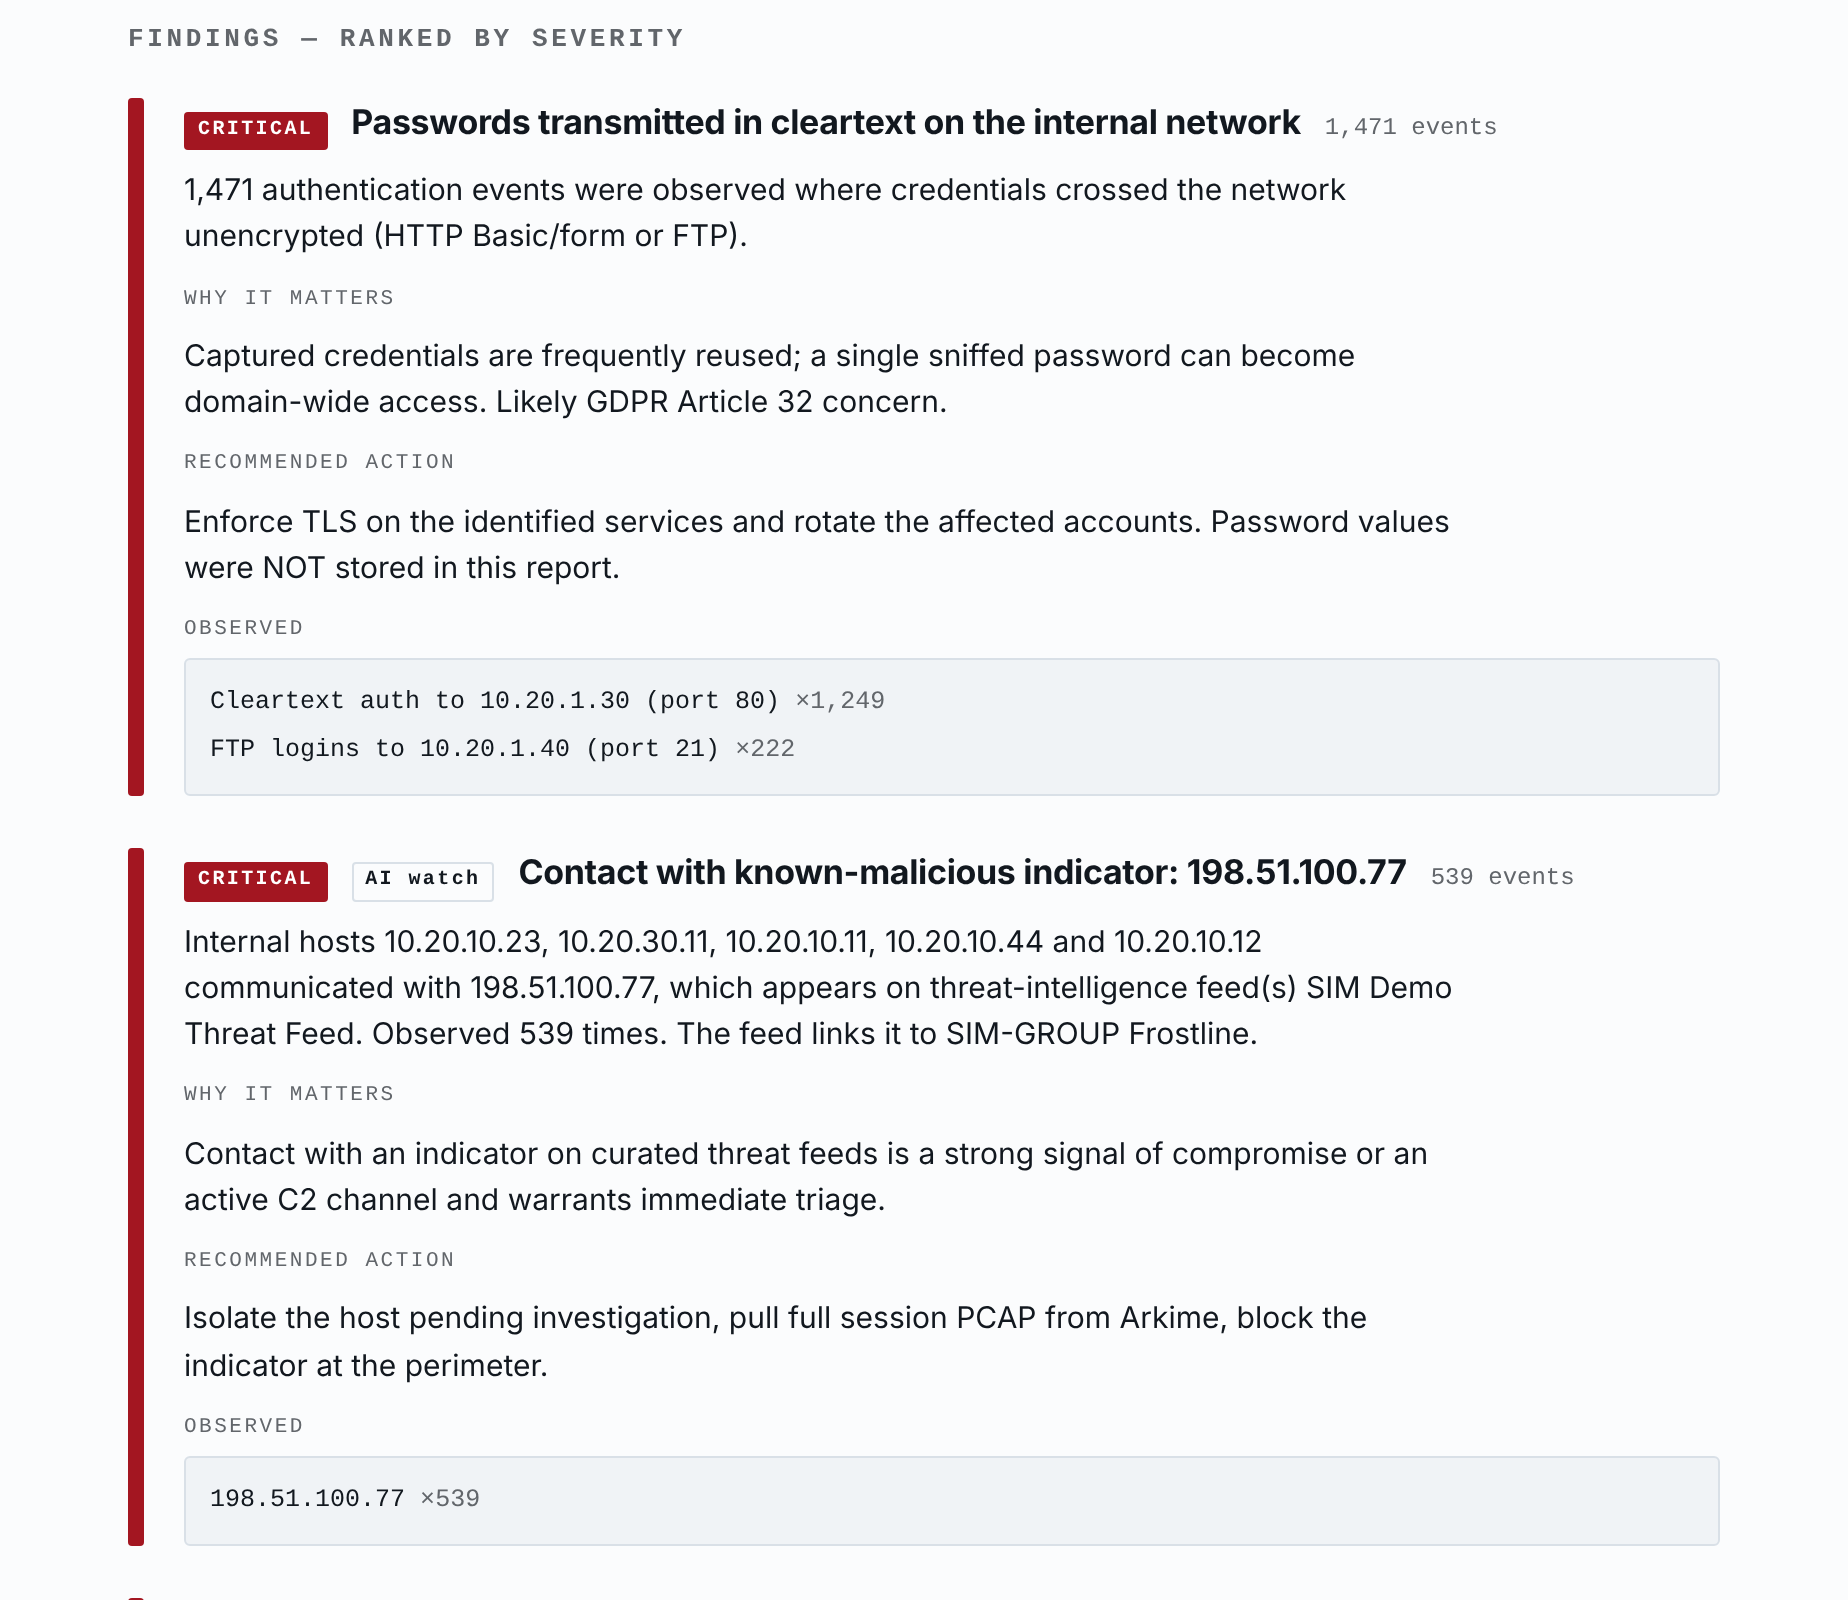 FINDINGS — RANKED BY SEVERITY
CRITICAL Passwords transmitted in cleartext on the internal network 1,471 events
1,471 authentication events were observed where credentials crossed the network
unencrypted (HTTP Basic/form or FTP).
WHY IT MATTERS
Captured credentials are frequently reused; a single sniffed password can become
domain-wide access. Likely GDPR Article 32 concern.
RECOMMENDED ACTION
Enforce TLS on the identified services and rotate the affected accounts. Password values
were NOT stored in this report.
OBSERVED
Cleartext auth to 10.20.1.30 (port 80) ×1,249
FTP logins to 10.20.1.40 (port 21) ×222
CRITICAL AI watch Contact with known-malicious indicator: 198.51.100.77 539 events
Internal hosts 10.20.10.23, 10.20.30.11, 10.20.10.11, 10.20.10.44 and 10.20.10.12
communicated with 198.51.100.77, which appears on threat-intelligence feed(s) SIM Demo
Threat Feed. Observed 539 times. The feed links it to SIM-GROUP Frostline.
WHY IT MATTERS
Contact with an indicator on curated threat feeds is a strong signal of compromise or an
active C2 channel and warrants immediate triage.
RECOMMENDED ACTION
Isolate the host pending investigation, pull full session PCAP from Arkime, block the
indicator at the perimeter.
OBSERVED
198.51.100.77 ×539